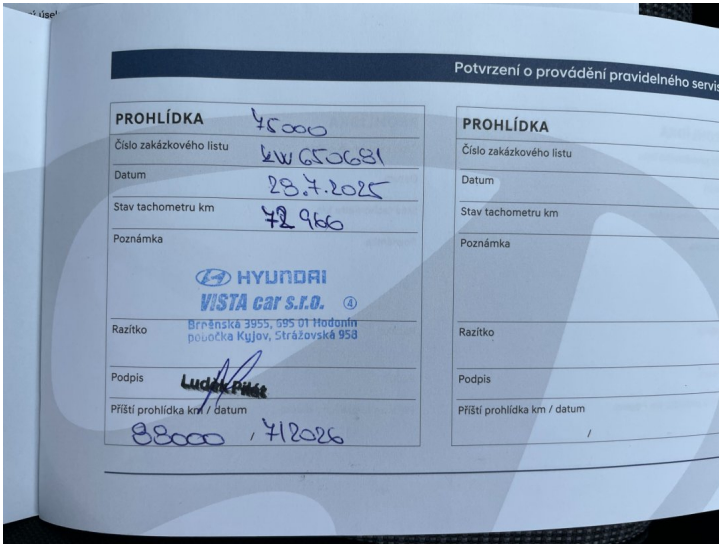 Potvrzení o provádění pravidelného servis
PROHLÍDKA 75000
Číslo zakázkového listu KW650681
Datum 28.7.2025
Stav tachometru km 72 966
Poznámka
HYUNDAI
VISTA car s.r.o. 4
Razítko
Brněnská 3955, 695 01 Hodonín
pobočka Kyjov, Strážovská 958
Podpis Luděk
Příští prohlídka km / datum
88000 , 7/2026
PROHLÍDKA
Číslo zakázkového listu
Datum
Stav tachometru km
Poznámka
Razítko
Podpis
Příští prohlídka km / datum
/